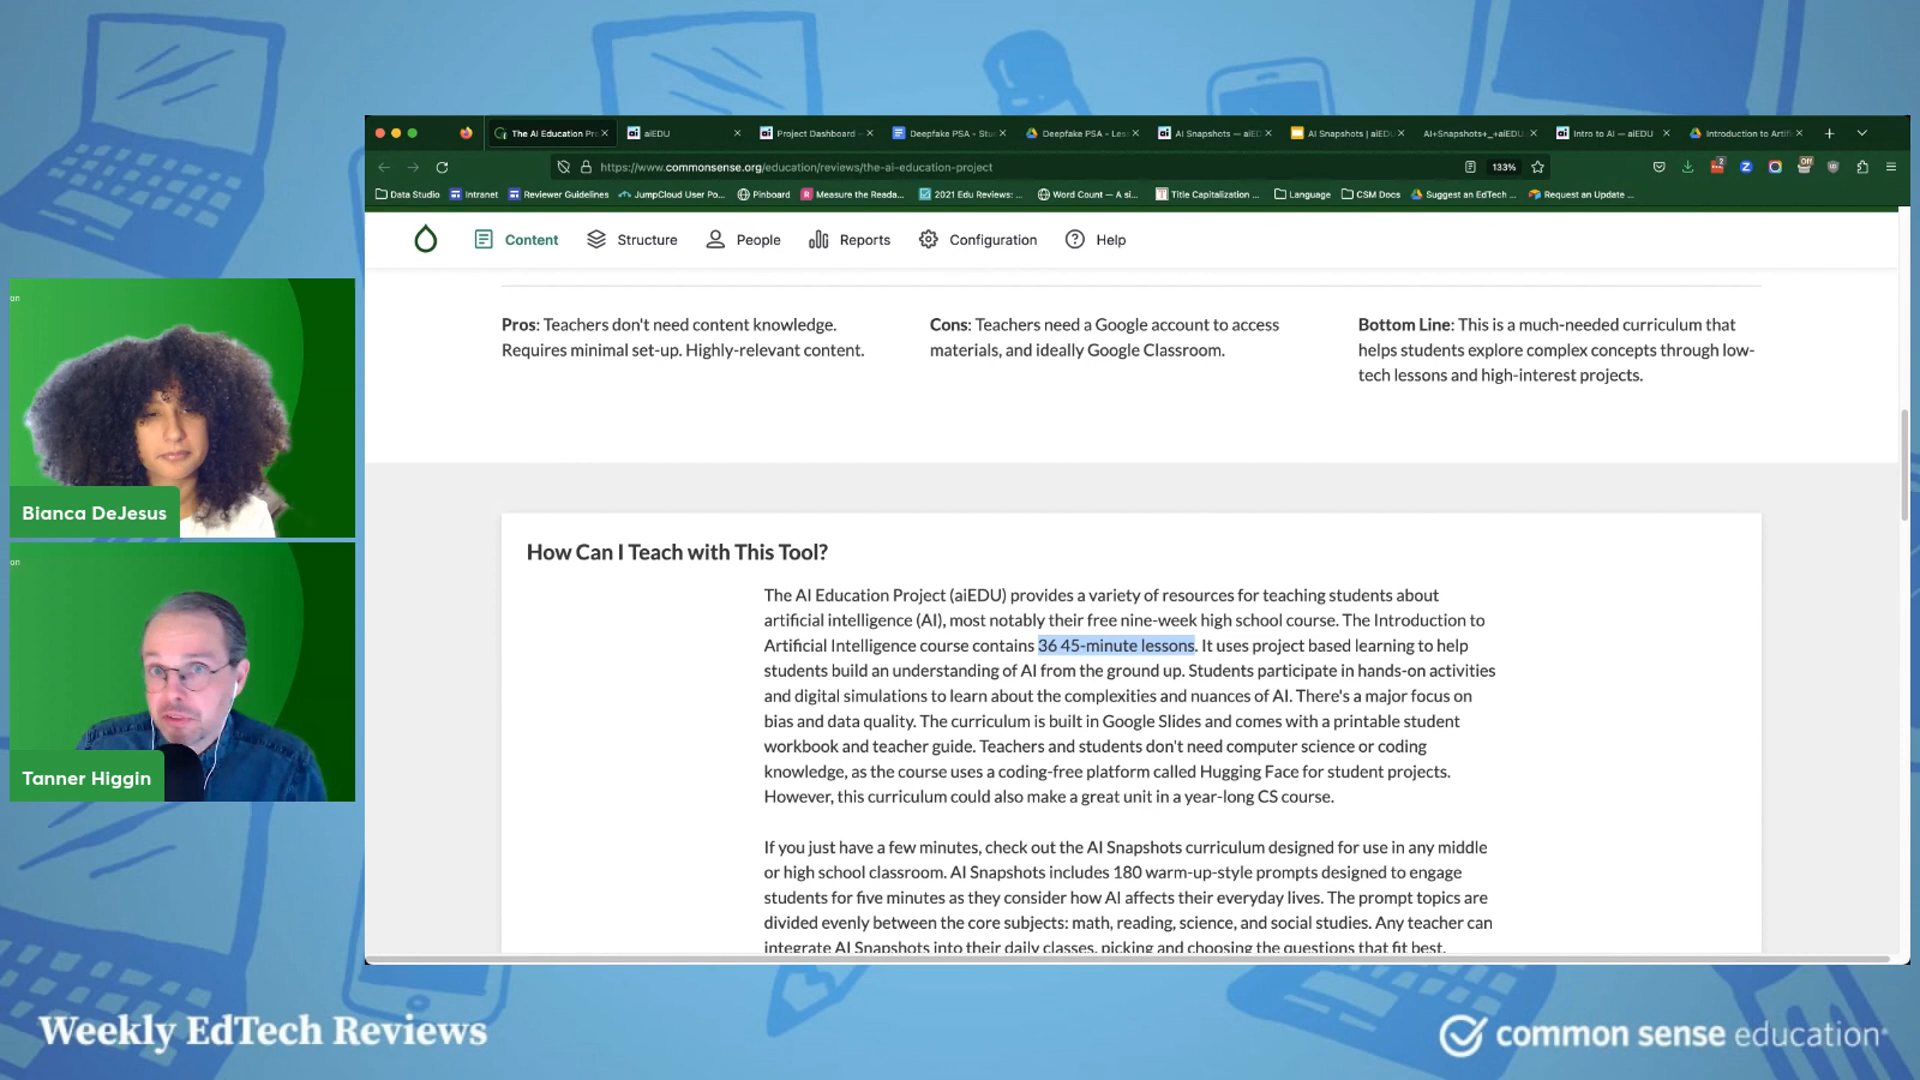 The AI Education Pro
aiEDU
Project Dashboard
Deepfake PSA - Stu
Deepfake PSA - Les
AI Snapshots — aiED
AI Snapshots | aiEDU
AI+Snapshots+_+aiEDU
Intro to AI — aiEDU
Introduction to Artifi
https://www.commonsense.org/education/reviews/the-ai-education-project
133%
2
Off
Data Studio
Intranet
Reviewer Guidelines
JumpCloud User Po...
Pinboard
Measure the Reada...
2021 Edu Reviews: ...
Word Count — A si...
Title Capitalization ...
Language
CSM Docs
Suggest an EdTech ...
Request an Update ...
Content
Structure
People
Reports
Configuration
Help
Pros: Teachers don't need content knowledge.
Requires minimal set-up. Highly-relevant content.
Cons: Teachers need a Google account to access
materials, and ideally Google Classroom.
Bottom Line: This is a much-needed curriculum that
helps students explore complex concepts through low-
tech lessons and high-interest projects.
on
Bianca DeJesus
on
Tanner Higgin
How Can I Teach with This Tool?
The AI Education Project (aiEDU) provides a variety of resources for teaching students about
artificial intelligence (AI), most notably their free nine-week high school course. The Introduction to
Artificial Intelligence course contains 36 45-minute lessons. It uses project based learning to help
students build an understanding of AI from the ground up. Students participate in hands-on activities
and digital simulations to learn about the complexities and nuances of AI. There's a major focus on
bias and data quality. The curriculum is built in Google Slides and comes with a printable student
workbook and teacher guide. Teachers and students don't need computer science or coding
knowledge, as the course uses a coding-free platform called Hugging Face for student projects.
However, this curriculum could also make a great unit in a year-long CS course.
If you just have a few minutes, check out the AI Snapshots curriculum designed for use in any middle
or high school classroom. AI Snapshots includes 180 warm-up-style prompts designed to engage
students for five minutes as they consider how AI affects their everyday lives. The prompt topics are
divided evenly between the core subjects: math, reading, science, and social studies. Any teacher can
integrate AI Snapshots into their daily classes, picking and choosing the questions that fit best.
Weekly EdTech Reviews
common sense education